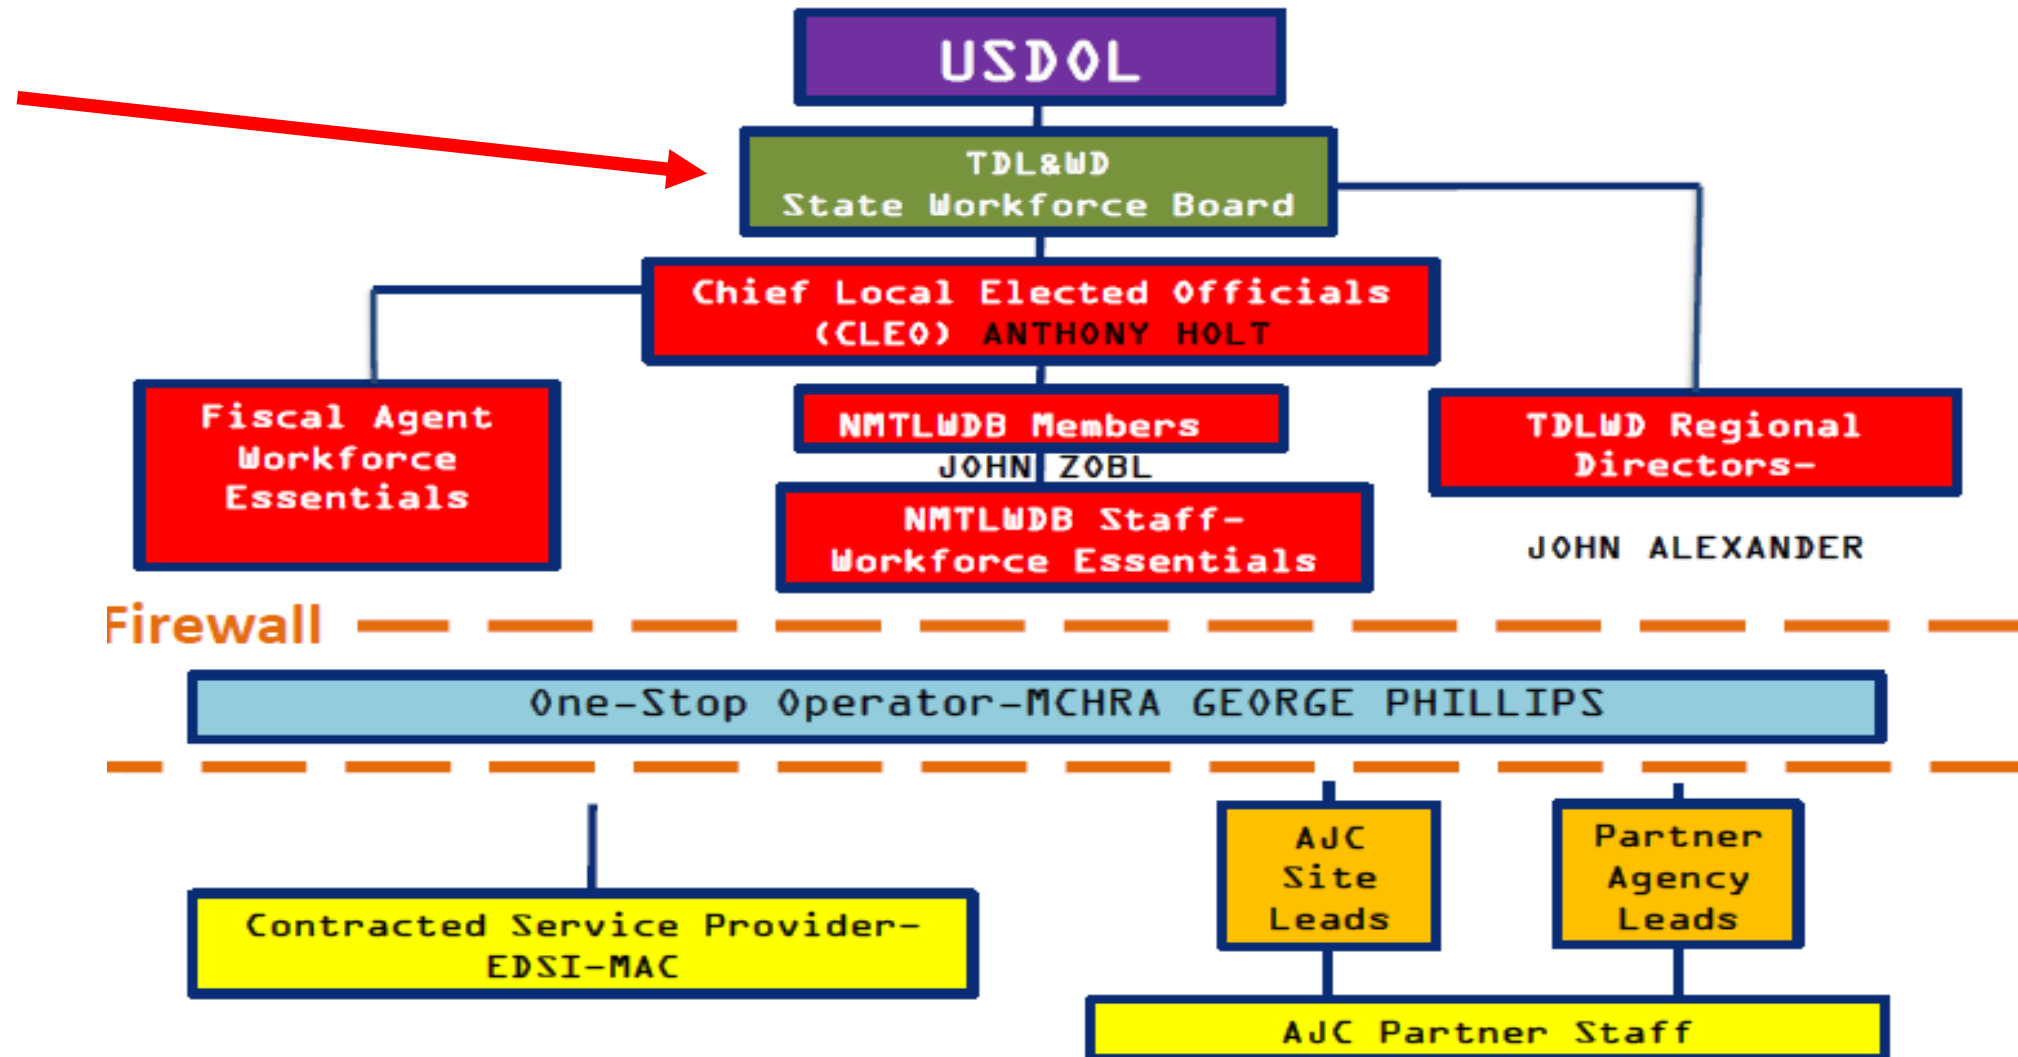 USDOL
TDL&WD
State Workforce Board
Chief Local Elected Officials
(CLEO) ANTHONY HOLT
Fiscal Agent
Workforce
Essentials
NMTLWDB Members
JOHN ZOBL
NMTLWDB Staff-
Workforce Essentials
TDLWD Regional
Directors-
JOHN ALEXANDER
Firewall
One-Stop Operator-MCHRA GEORGE PHILLIPS
Contracted Service Provider-
EDSI-MAC
AJC
Site
Leads
Partner
Agency
Leads
AJC Partner Staff